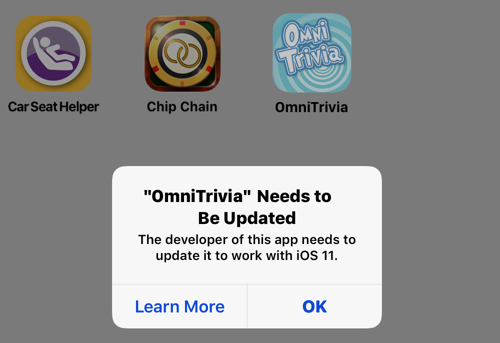 OMNI
Trivia
Car Seat Helper
Chip Chain
OmniTrivia
"OmniTrivia" Needs to
Be Updated
The developer of this app needs to
update it to work with iOS 11.
Learn More
OK